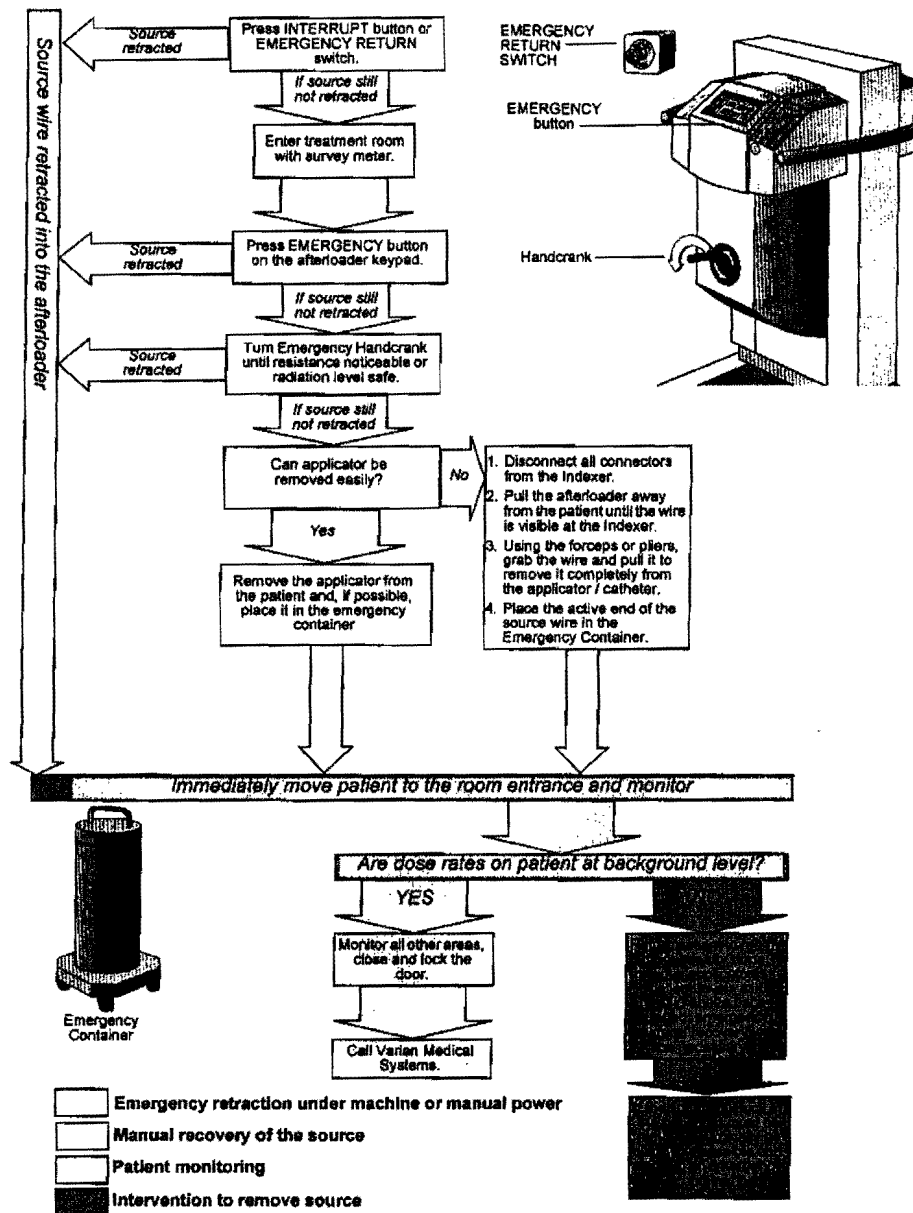 Source wire retracted into the afterloader
Press INTERRUPT button or
EMERGENCY RETURN
switch.
Source
retracted
If source still
not retracted
Enter treatment room
with survey meter.
Press EMERGENCY button
on the afterloader keypad.
Source
retracted
If source still
not retracted
Turn Emergency Handcrank
until resistance noticeable or
radiation level safe.
Source
retracted
If source still
not retracted
Can applicator be
removed easily?
No
Yes
Remove the applicator from
the patient and, if possible,
place it in the emergency
container
1. Disconnect all connectors
from the Indexer.
2. Pull the afterloader away
from the patient until the wire
is visible at the Indexer.
3. Using the forceps or pliers,
grab the wire and pull it to
remove it completely from
the applicator / catheter.
4. Place the active end of the
source wire in the
Emergency Container.
EMERGENCY
RETURN
SWITCH
EMERGENCY
button
Handcrank
Immediately move patient to the room entrance and monitor
Are dose rates on patient at background level?
YES
Monitor all other areas,
close and lock the
door.
Call Varian Medical
Systems.
Emergency
Container
Emergency retraction under machine or manual power
Manual recovery of the source
Patient monitoring
Intervention to remove source